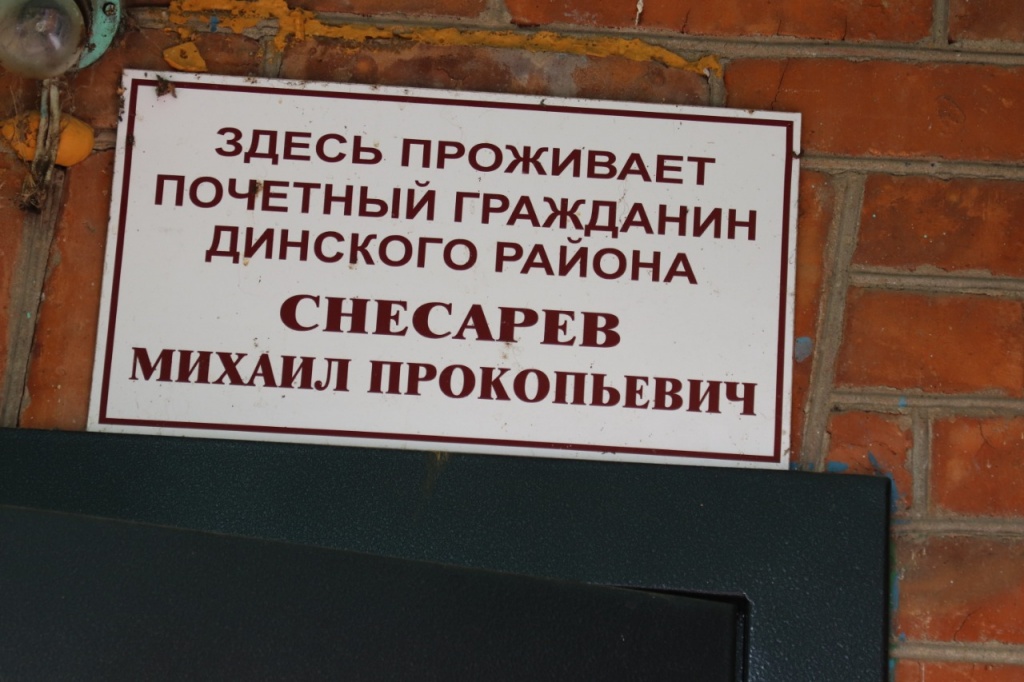 ЗДЕСЬ ПРОЖИВАЕТ
ПОЧЕТНЫЙ ГРАЖДАНИН
ДИНСКОГО РАЙОНА
СНЕСАРЕВ
МИХАИЛ ПРОКОПЬЕВИЧ